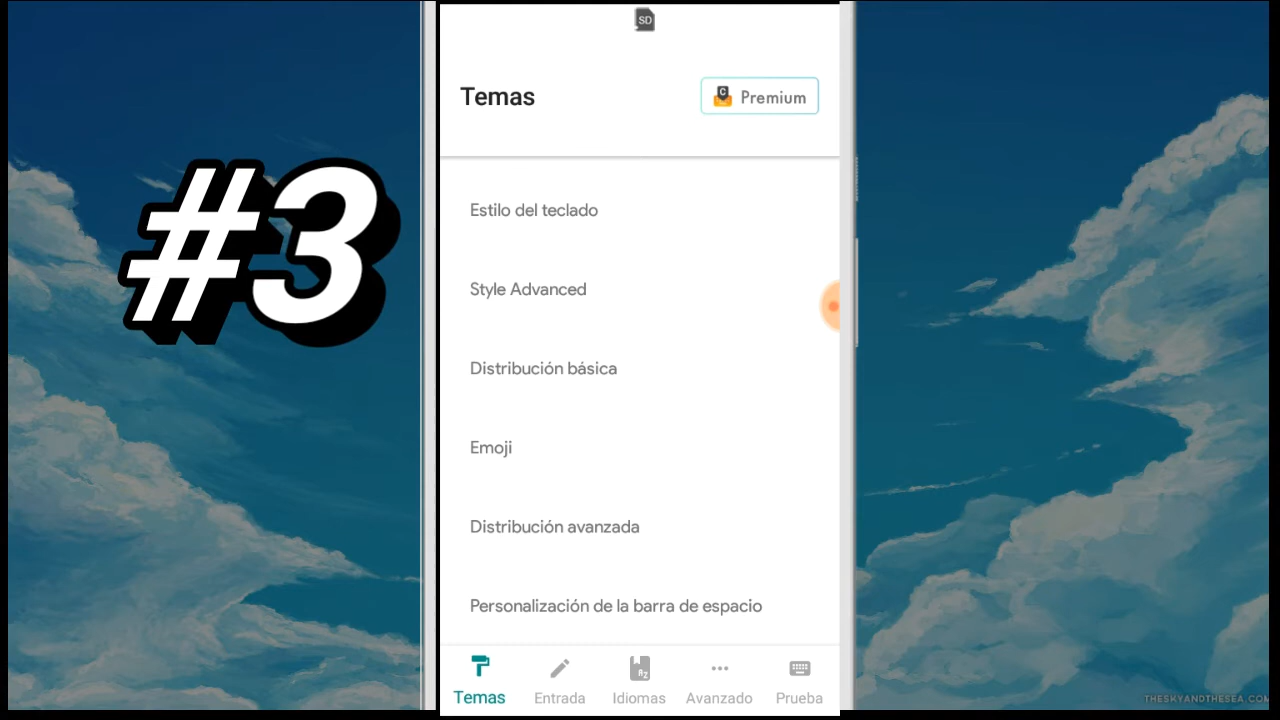 #3
SD
Temas
C
Premium
Estilo del teclado
Style Advanced
Distribución básica
Emoji
Distribución avanzada
Personalización de la barra de espacio
Temas
Entrada
Idiomas
Avanzado
Prueba
THESKYANDTHESEA.COM